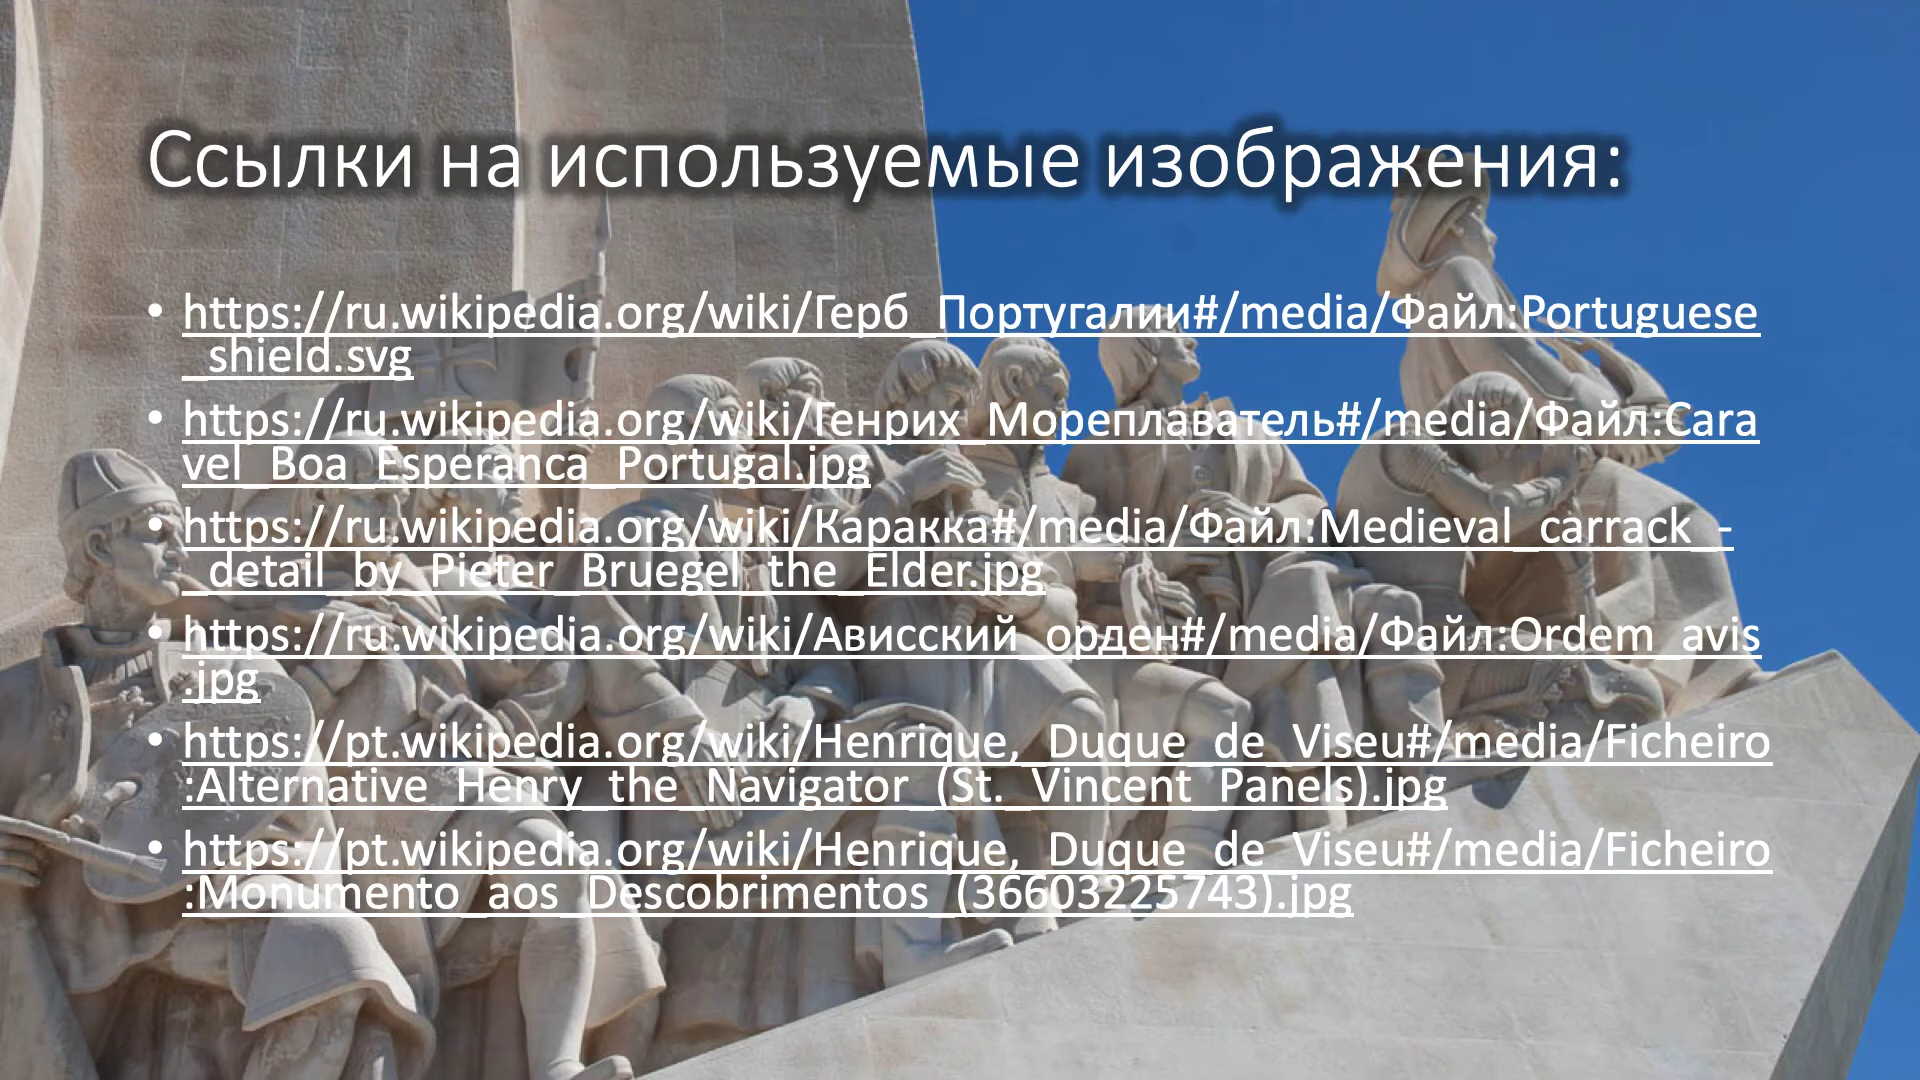 Ссылки на используемые изображения:
• https://ru.wikipedia.org/wiki/Герб_Португалии#/media/Файл:Portuguese
_shield.svg
• https://ru.wikipedia.org/wiki/Генрих_Мореплаватель#/media/Файл:Cara
vel_Boa_Esperanca_Portugal.jpg
• https://ru.wikipedia.org/wiki/Каракка#/media/Файл:Medieval_carrack_-
_detail_by_Pieter_Bruegel_the_Elder.jpg
• https://ru.wikipedia.org/wiki/Ависский_орден#/media/Файл:Ordem_avis
.jpg
• https://pt.wikipedia.org/wiki/Henrique,_Duque_de_Viseu#/media/Ficheiro
:Alternative_Henry_the_Navigator_(St._Vincent_Panels).jpg
• https://pt.wikipedia.org/wiki/Henrique,_Duque_de_Viseu#/media/Ficheiro
:Monumento_aos_Descobrimentos_(36603225743).jpg